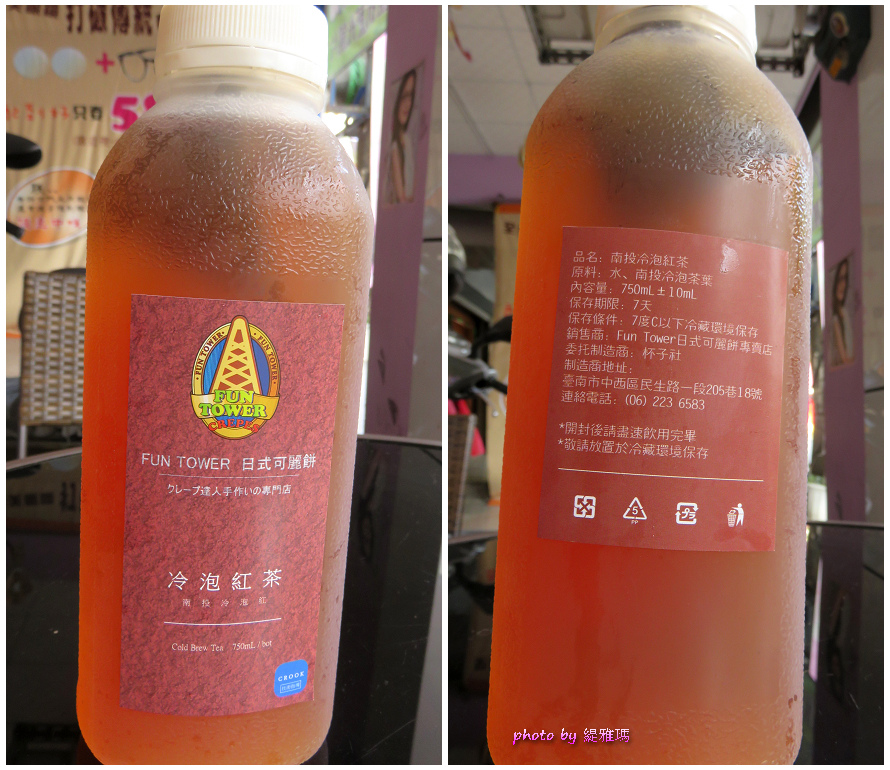 只有
FUN TOWER · FUN TOWER
FUN
TOWER
CREPES
FUN TOWER 日式可麗餅
クレープ達人手作いの專門店
冷泡紅茶
南投冷泡紅
Cold Brew Tea 750mL / bot
CROOK
品名: 南投冷泡紅茶
原料: 水、南投冷泡茶葉
內容量: 750mL±10mL
保存期限: 7天
保存條件: 7度C以下冷藏環境保存
銷售商: Fun Tower日式可麗餅專賣店
委托制造商: 杯子社
制造商地址:
臺南市中西區民生路一段205巷18號
連絡電話: (06) 223 6583
*開封後請盡速飲用完畢
*敬請放置於冷藏環境保存
5
PP
プラ
photo by 緹雅瑪